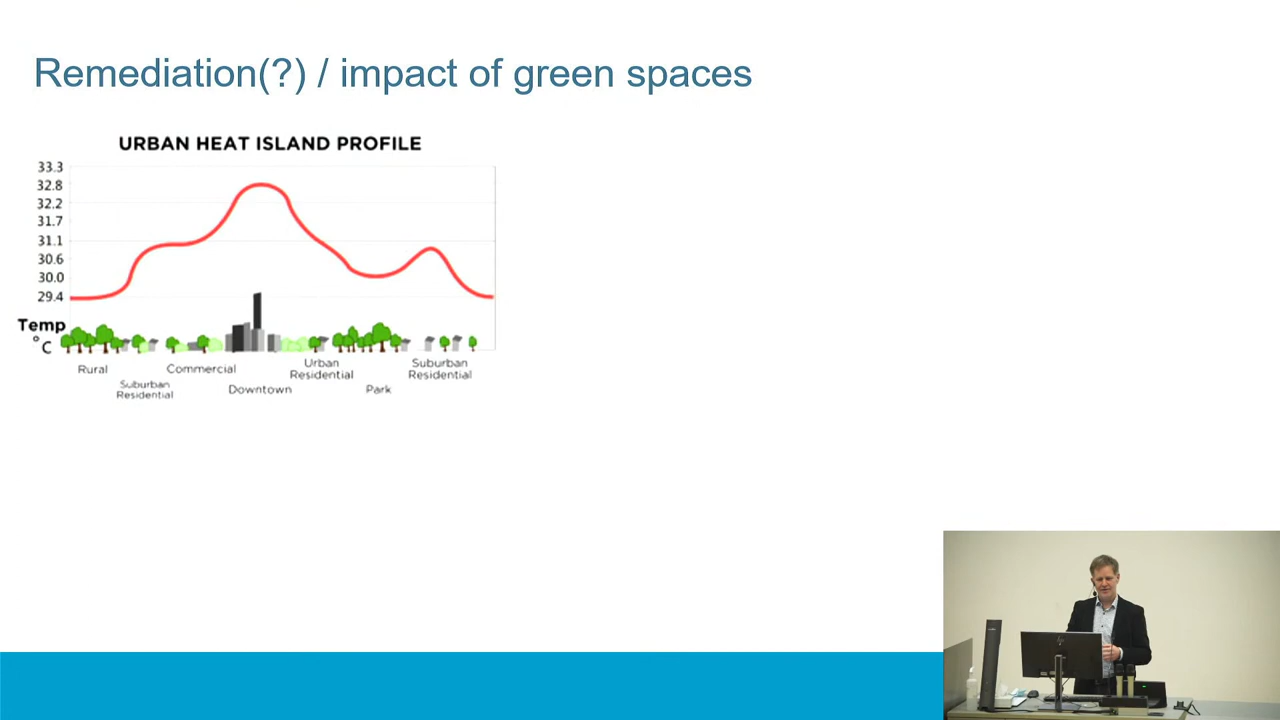 Remediation(?) / impact of green spaces
URBAN HEAT ISLAND PROFILE
33.3
32.8
32.2
31.7
31.1
30.6
30.0
29.4
Temp
°C
Rural
Suburban
Residential
Commercial
Downtown
Urban
Residential
Park
Suburban
Residential